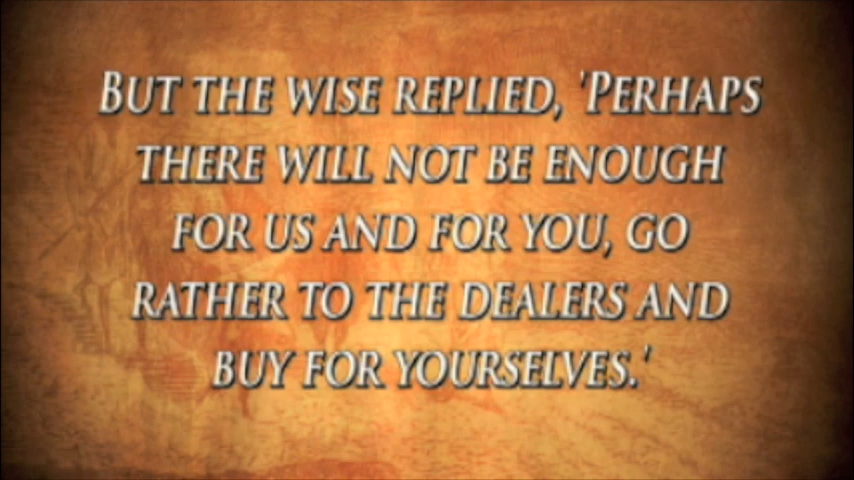 BUT THE WISE REPLIED, 'PERHAPS
THERE WILL NOT BE ENOUGH
FOR US AND FOR YOU, GO
RATHER TO THE DEALERS AND
BUY FOR YOURSELVES.'